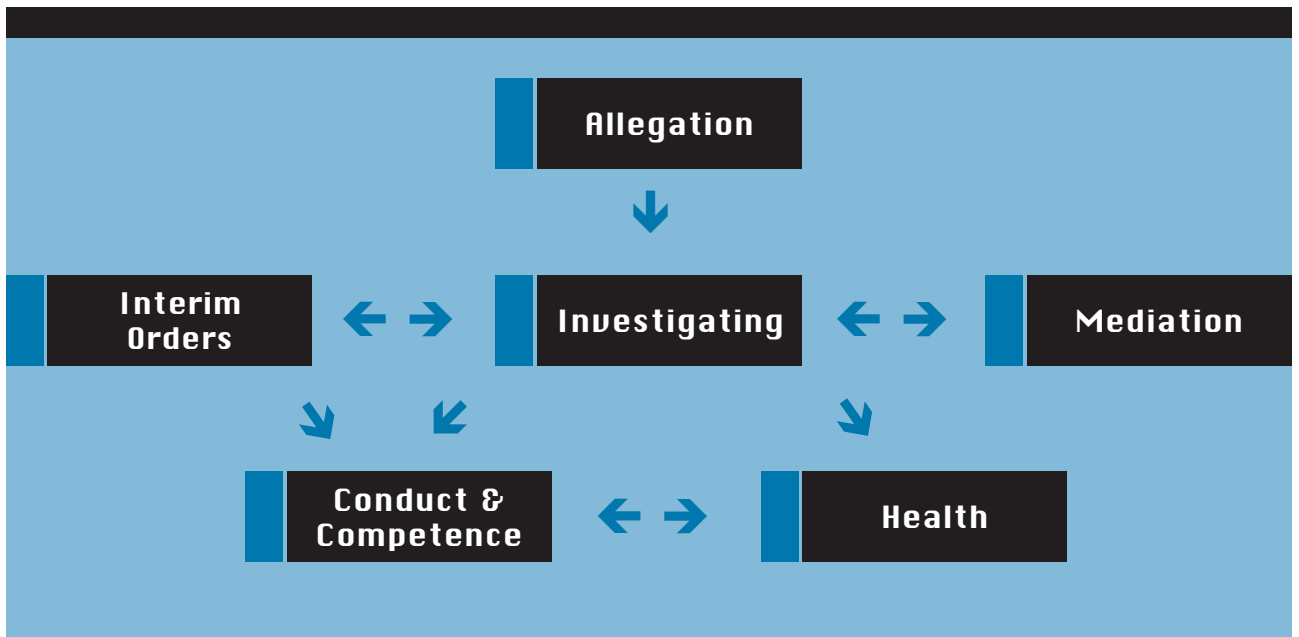 Allegation
Interim
Orders
Investigating
Mediation
Conduct &
Competence
Health